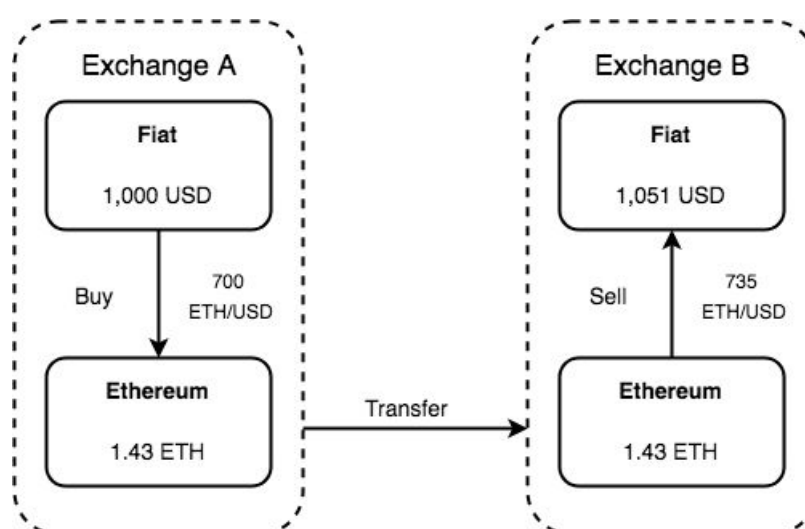 Exchange A
Fiat
1,000 USD
Buy
700
ETH/USD
Ethereum
1.43 ETH
Transfer
Exchange B
Fiat
1,051 USD
Sell
735
ETH/USD
Ethereum
1.43 ETH